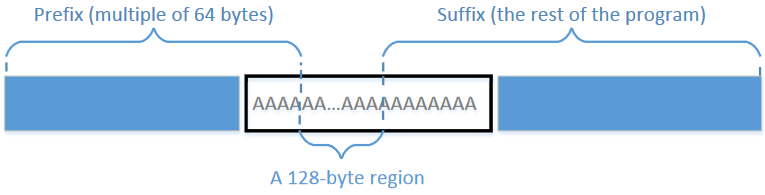 Prefix (multiple of 64 bytes)
Suffix (the rest of the program)
AAAAAA...AAAAAAAAAAA
A 128-byte region